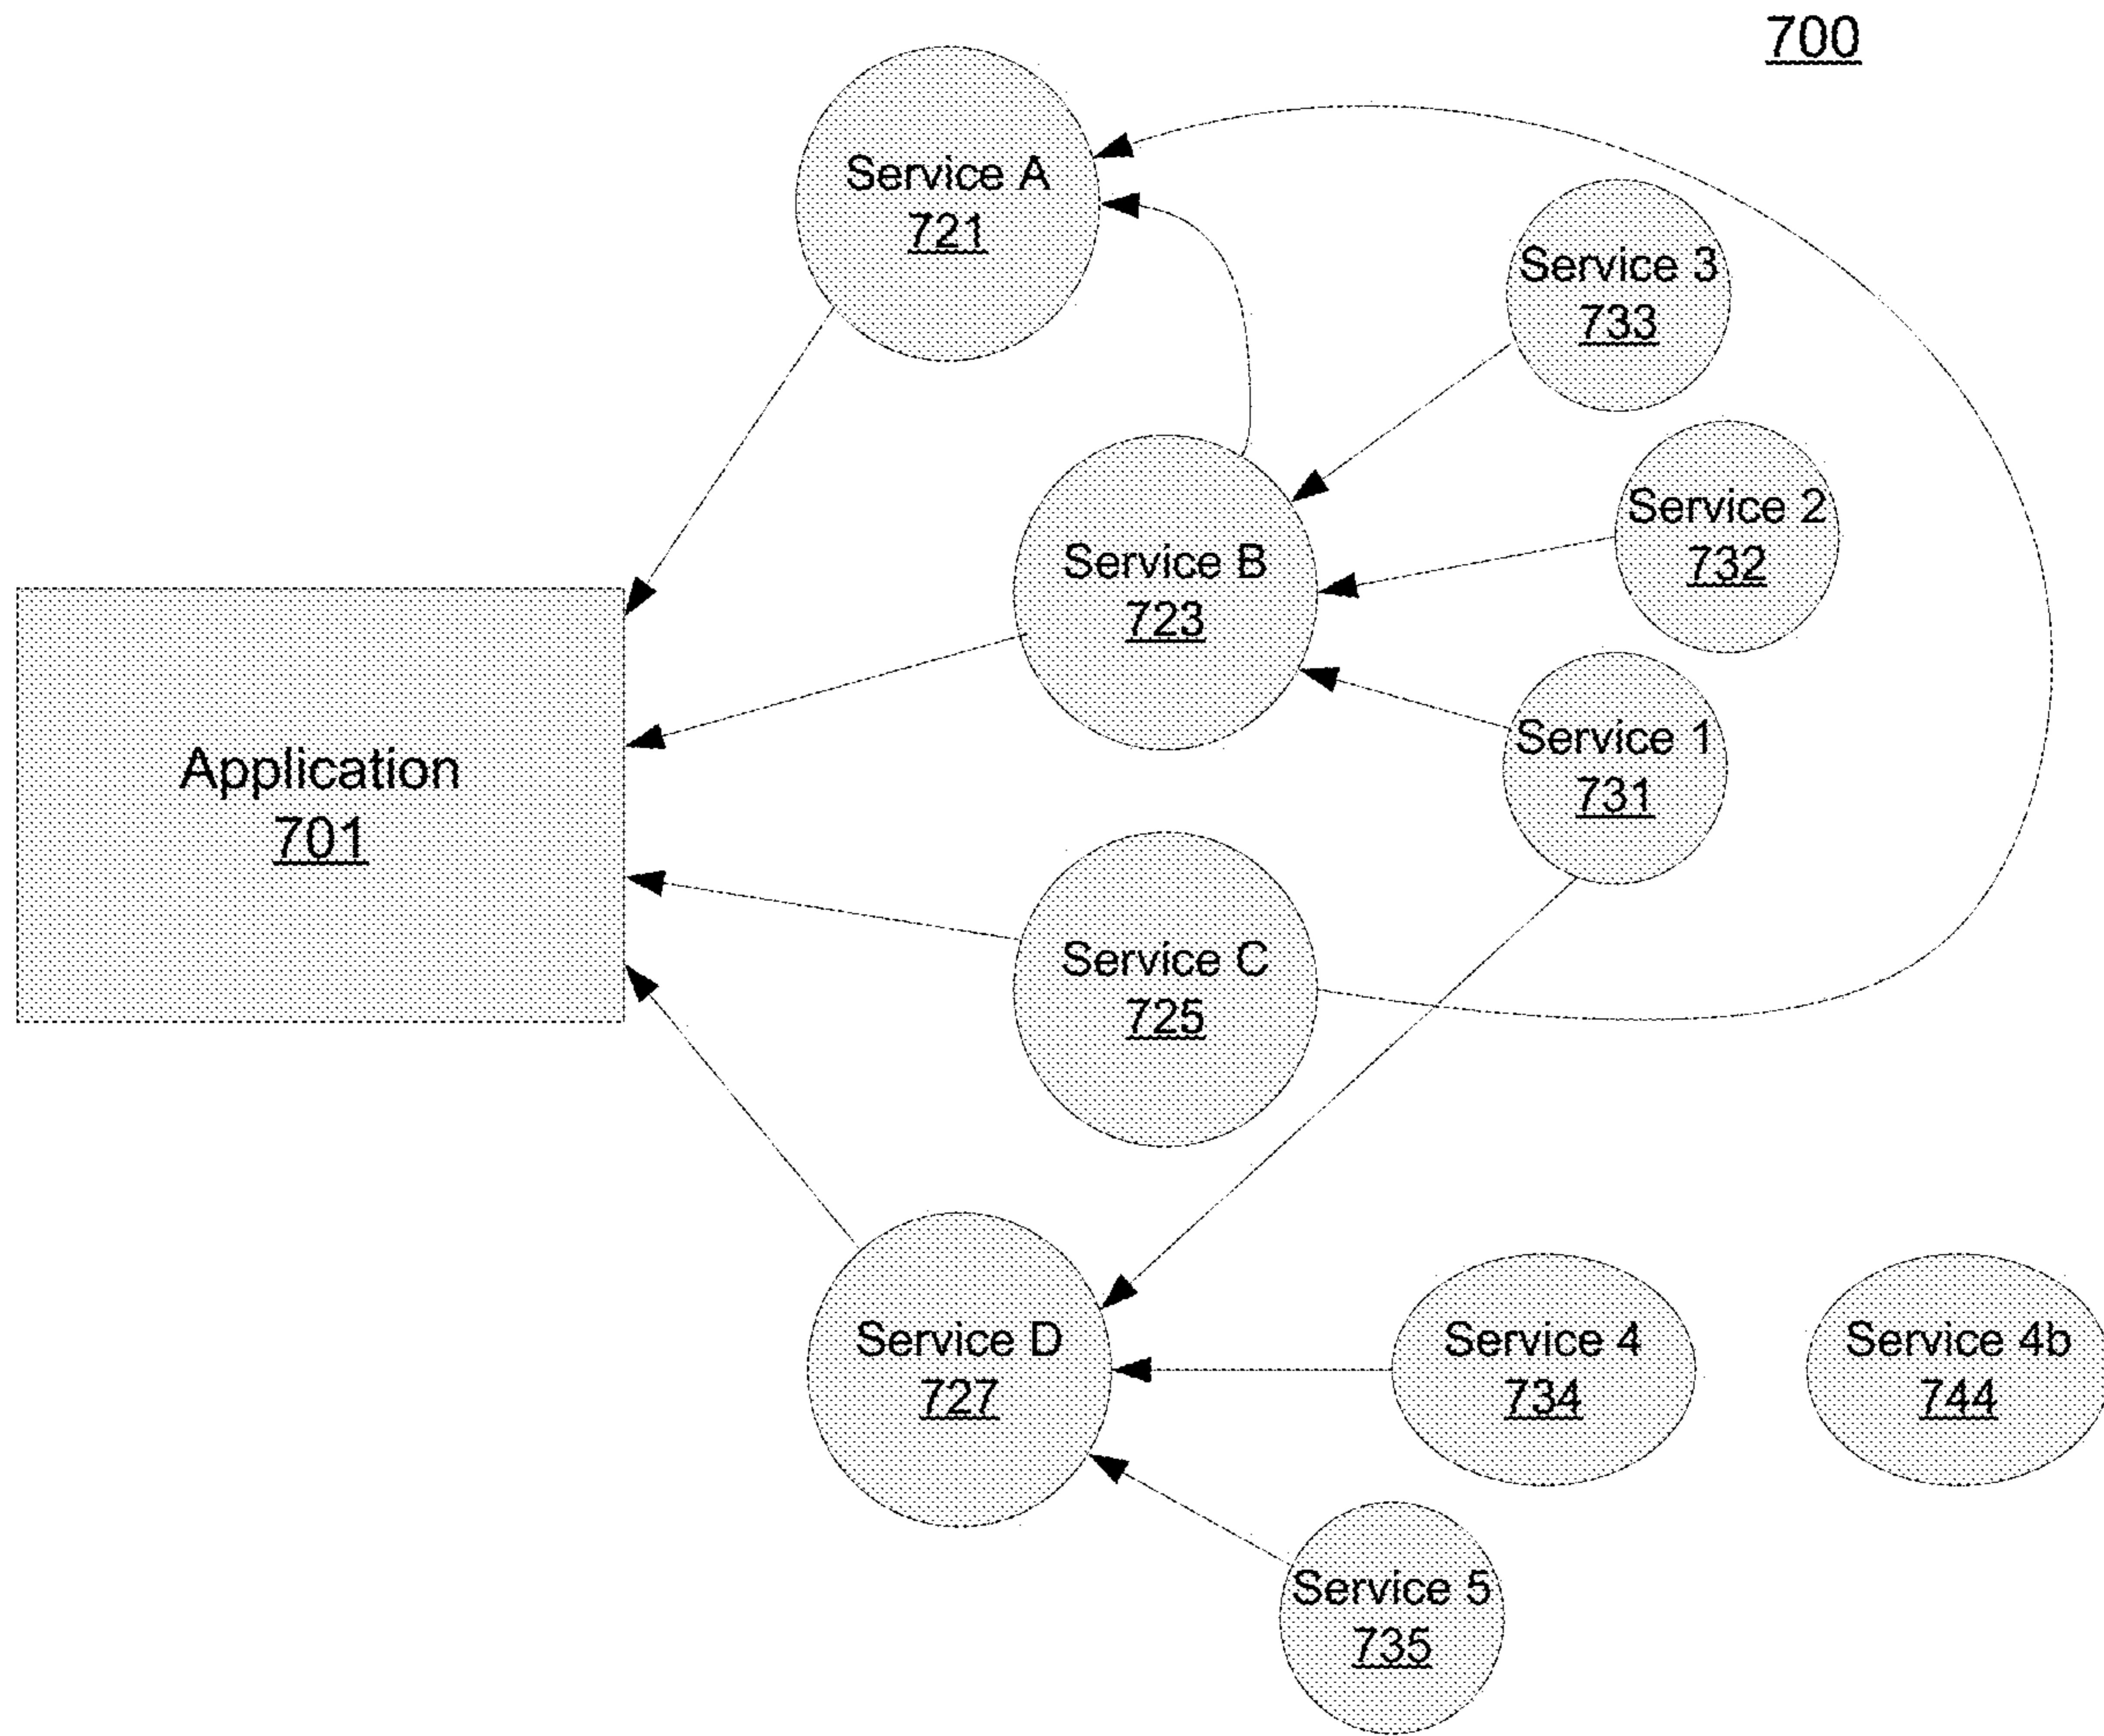 700
Service A
721
Service 3
733
Service 2
732
Service B
723
Service 1
731
Application
701
Service C
725
Service D
727
Service 4
734
Service 4b
744
Service 5
735